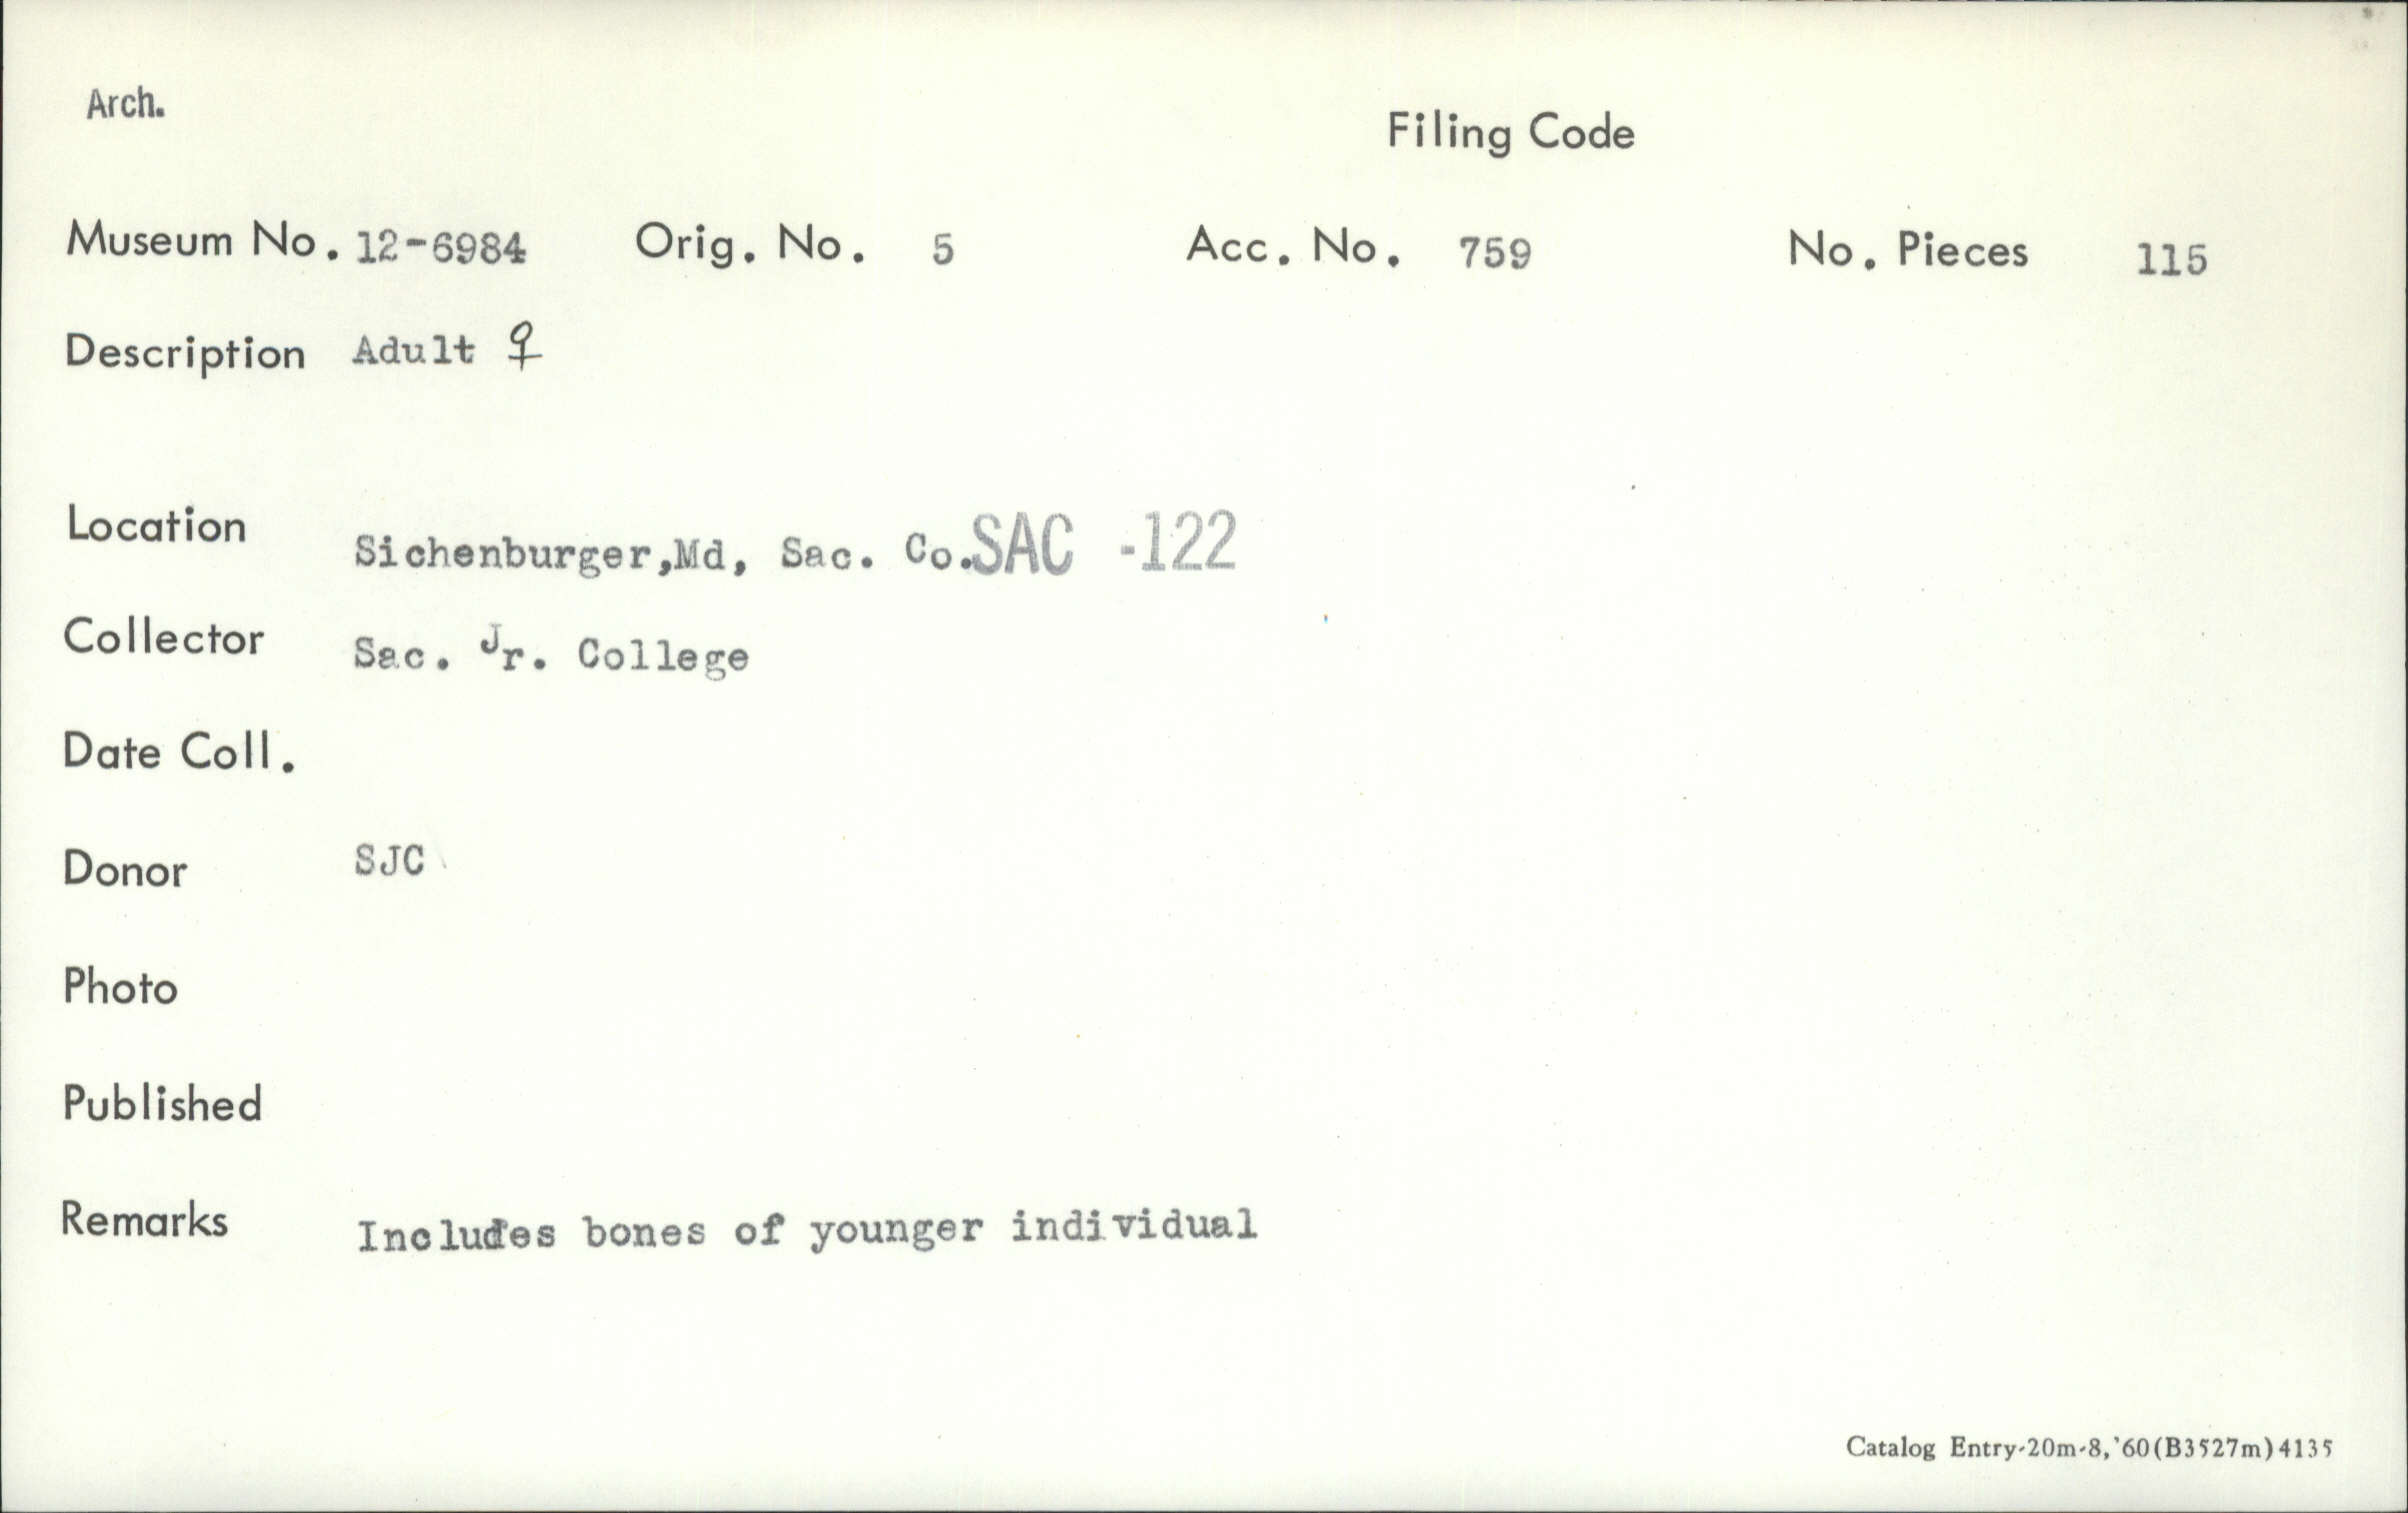 Arch.
Filing Code
Museum No. 12-6984 Orig. No. 5 Acc. No. 759 No. Pieces 115
Description Adult ♀
Location Sichenburger,Md, Sac. Co. SAC -122
Collector Sac. Jr. College
Date Coll.
Donor SJC
Photo
Published
Remarks Includes bones of younger individual
Catalog Entry-20m-8,'60(B3527m)4135